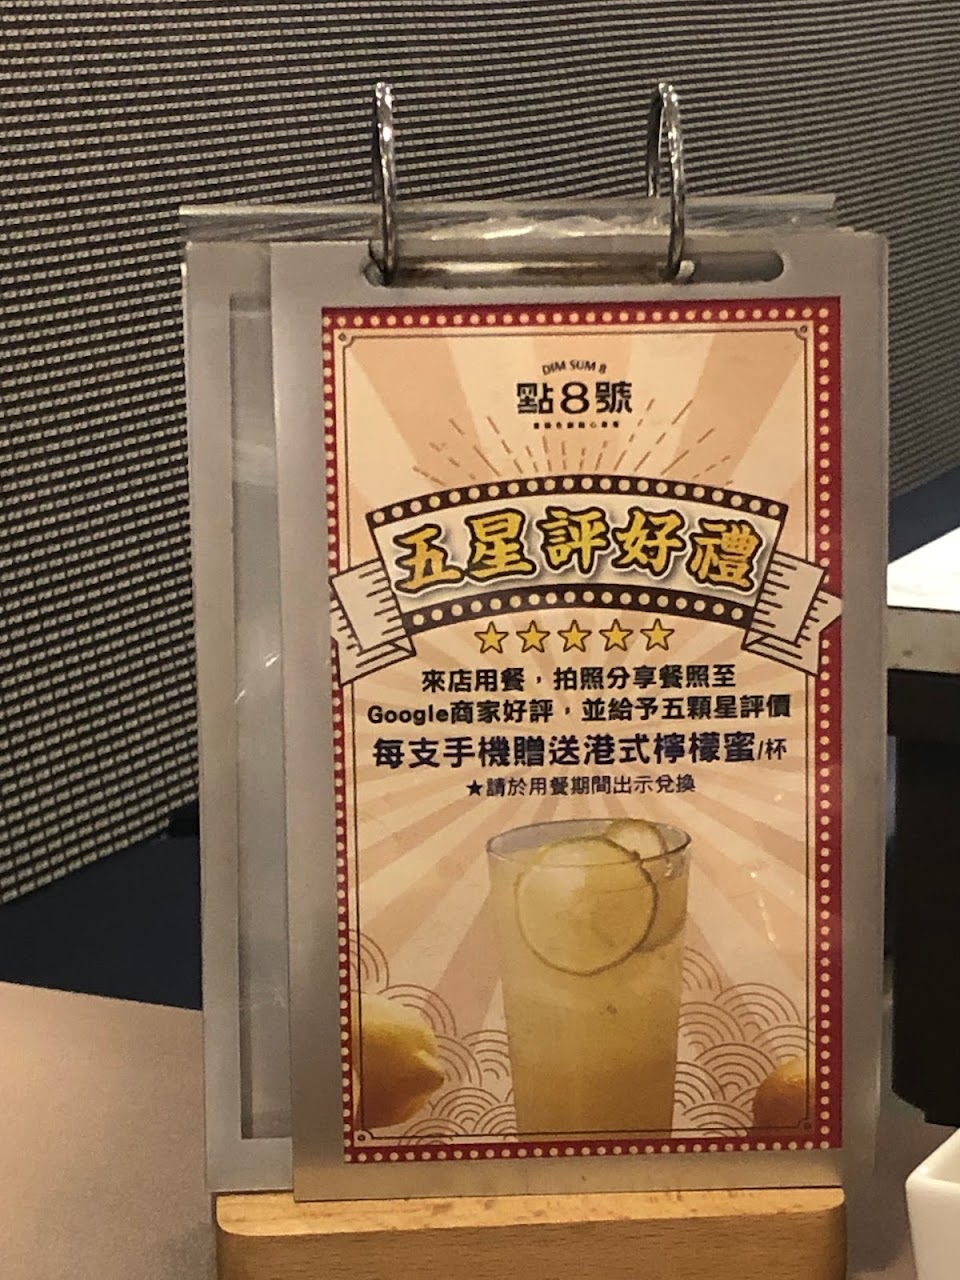 DIM SUM 8
點8號
五星評好禮
來店用餐，拍照分享餐照至
Google商家好評，並給予五顆星評價
每支手機贈送港式檸檬蜜/杯
★請於用餐期間出示兌換